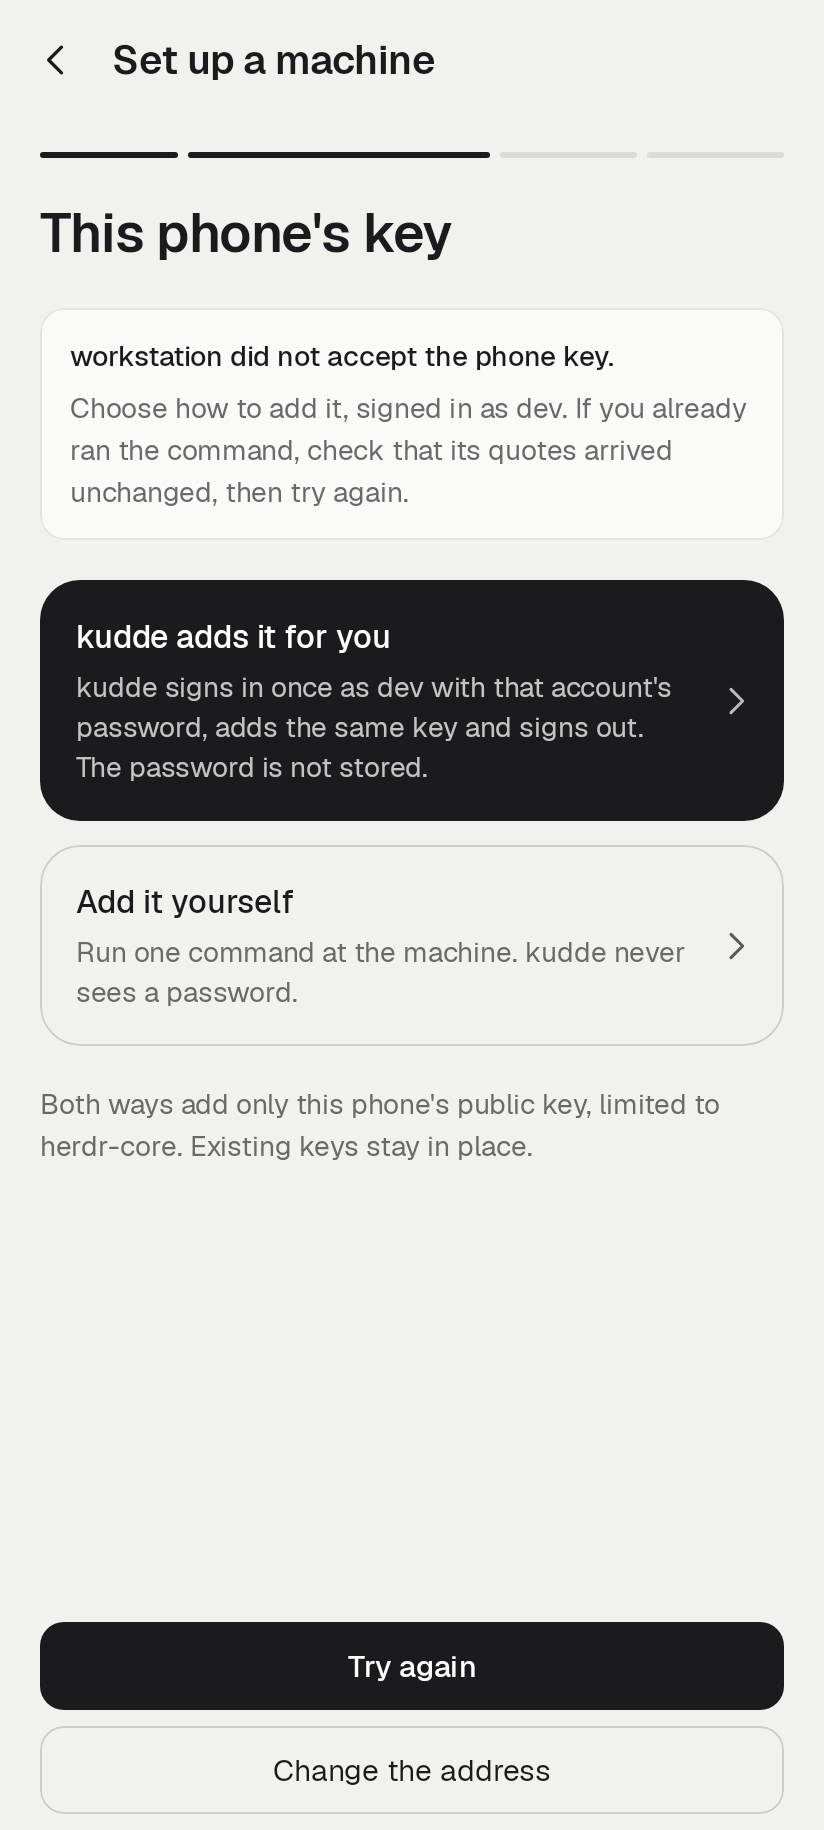 Set up a machine
This phone's key
workstation did not accept the phone key.
Choose how to add it, signed in as dev. If you already
ran the command, check that its quotes arrived
unchanged, then try again.
kudde adds it for you
kudde signs in once as dev with that account's
password, adds the same key and signs out.
The password is not stored.
Add it yourself
Run one command at the machine. kudde never
sees a password.
Both ways add only this phone's public key, limited to
herdr-core. Existing keys stay in place.
Try again
Change the address